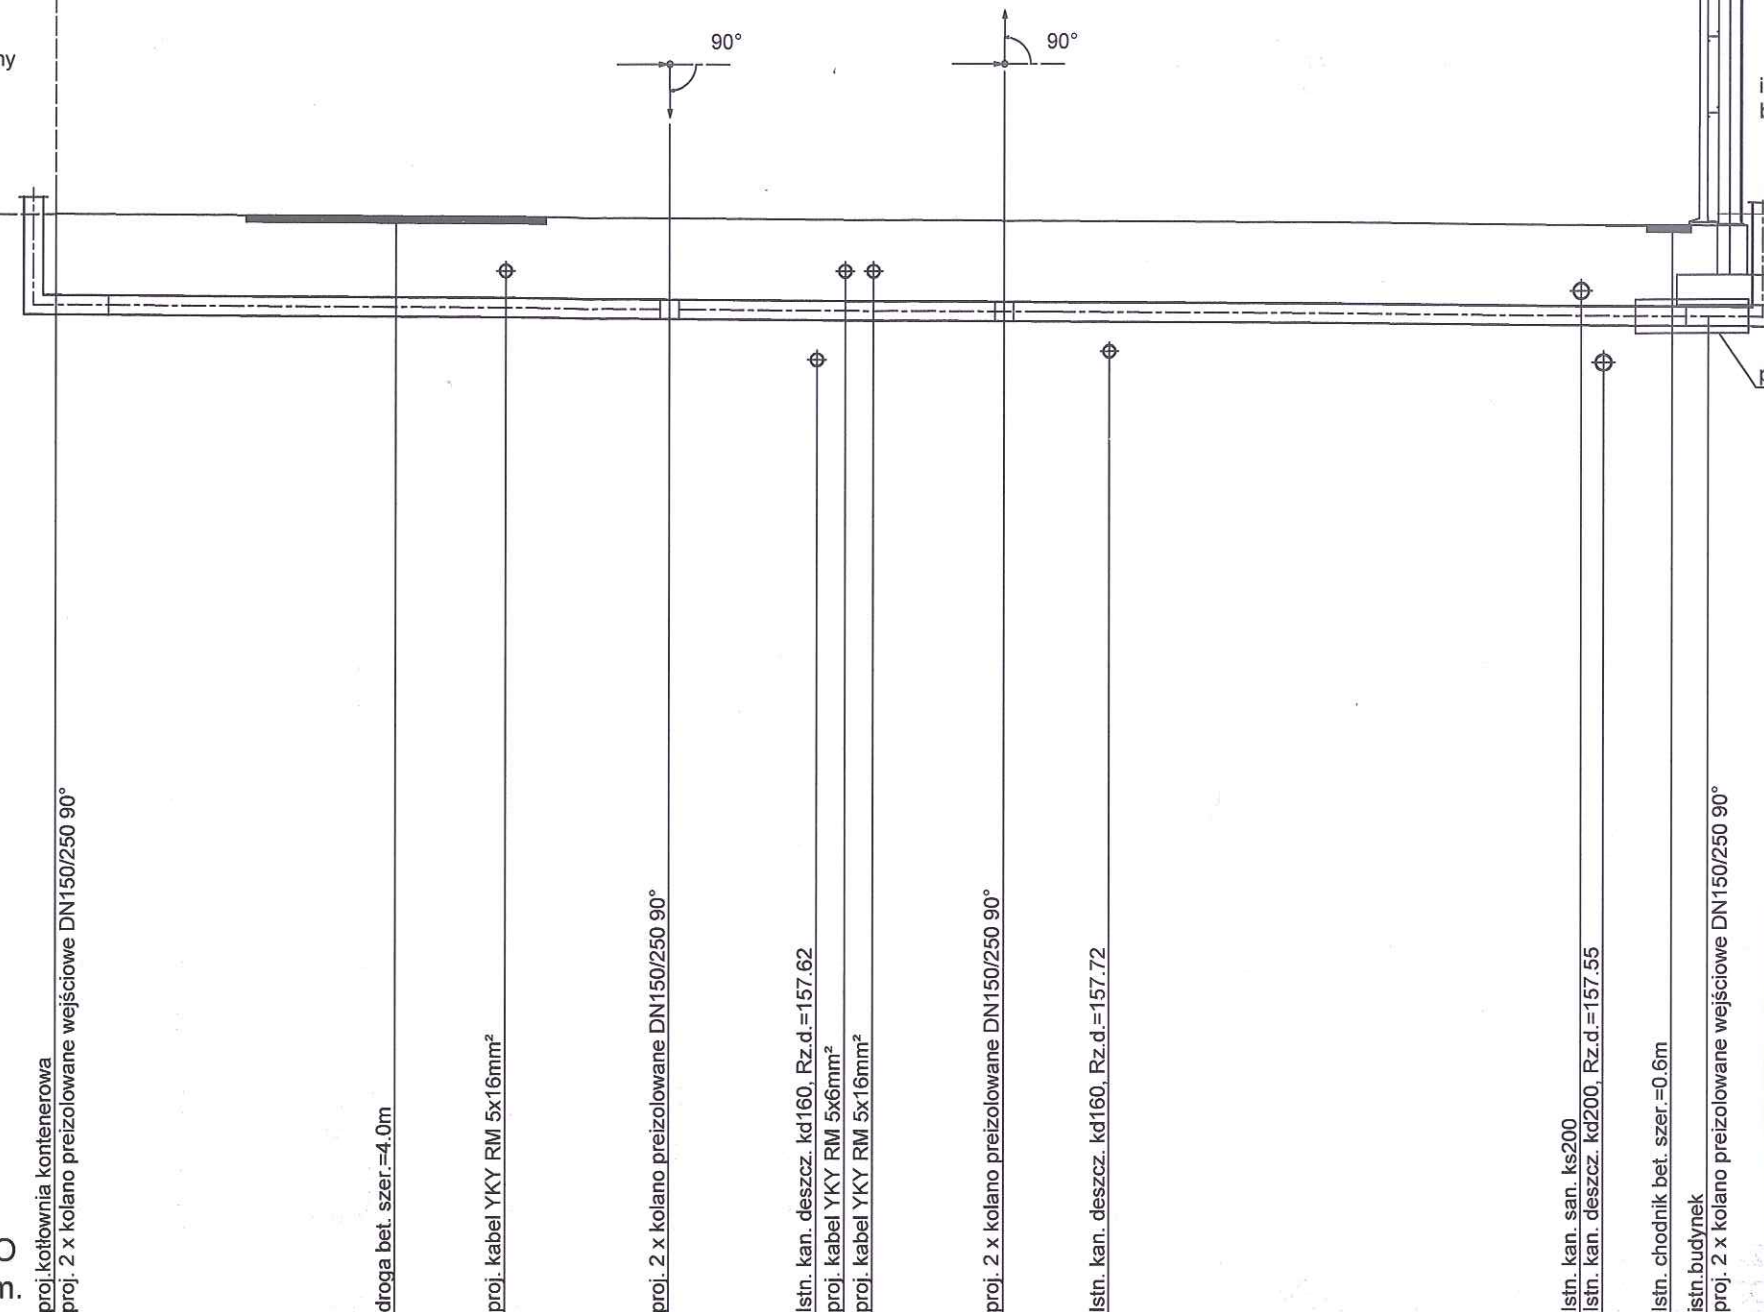 90°
90°
proj.kotłownia kontenerowa
proj. 2 x kolano preizolowane wejściowe DN150/250 90°
droga bet. szer.=4.0m
proj. kabel YKY RM 5x16mm²
proj. 2 x kolano preizolowane DN150/250 90°
Istn. kan. deszcz. kd160, Rz.d.=157.62
proj. kabel YKY RM 5x6mm²
proj. kabel YKY RM 5x16mm²
proj. 2 x kolano preizolowane DN150/250 90°
Istn. kan. deszcz. kd160, Rz.d.=157.72
Istn. kan. san. ks200
Istn. kan. deszcz. kd200, Rz.d.=157.55
Istn. chodnik bet. szer.=0.6m
istn.budynek
proj. 2 x kolano preizolowane wejściowe DN150/250 90°